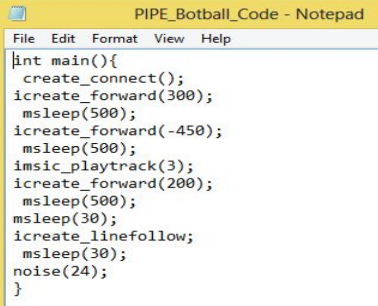 PIPE_Botball_Code - Notepad
File Edit Format View Help
int main(){
 create_connect();
icreate_forward(300);
 msleep(500);
icreate_forward(-450);
 msleep(500);
imsic_playtrack(3);
icreate_forward(200);
 msleep(500);
msleep(30);
icreate_linefollow;
 msleep(30);
noise(24);
}